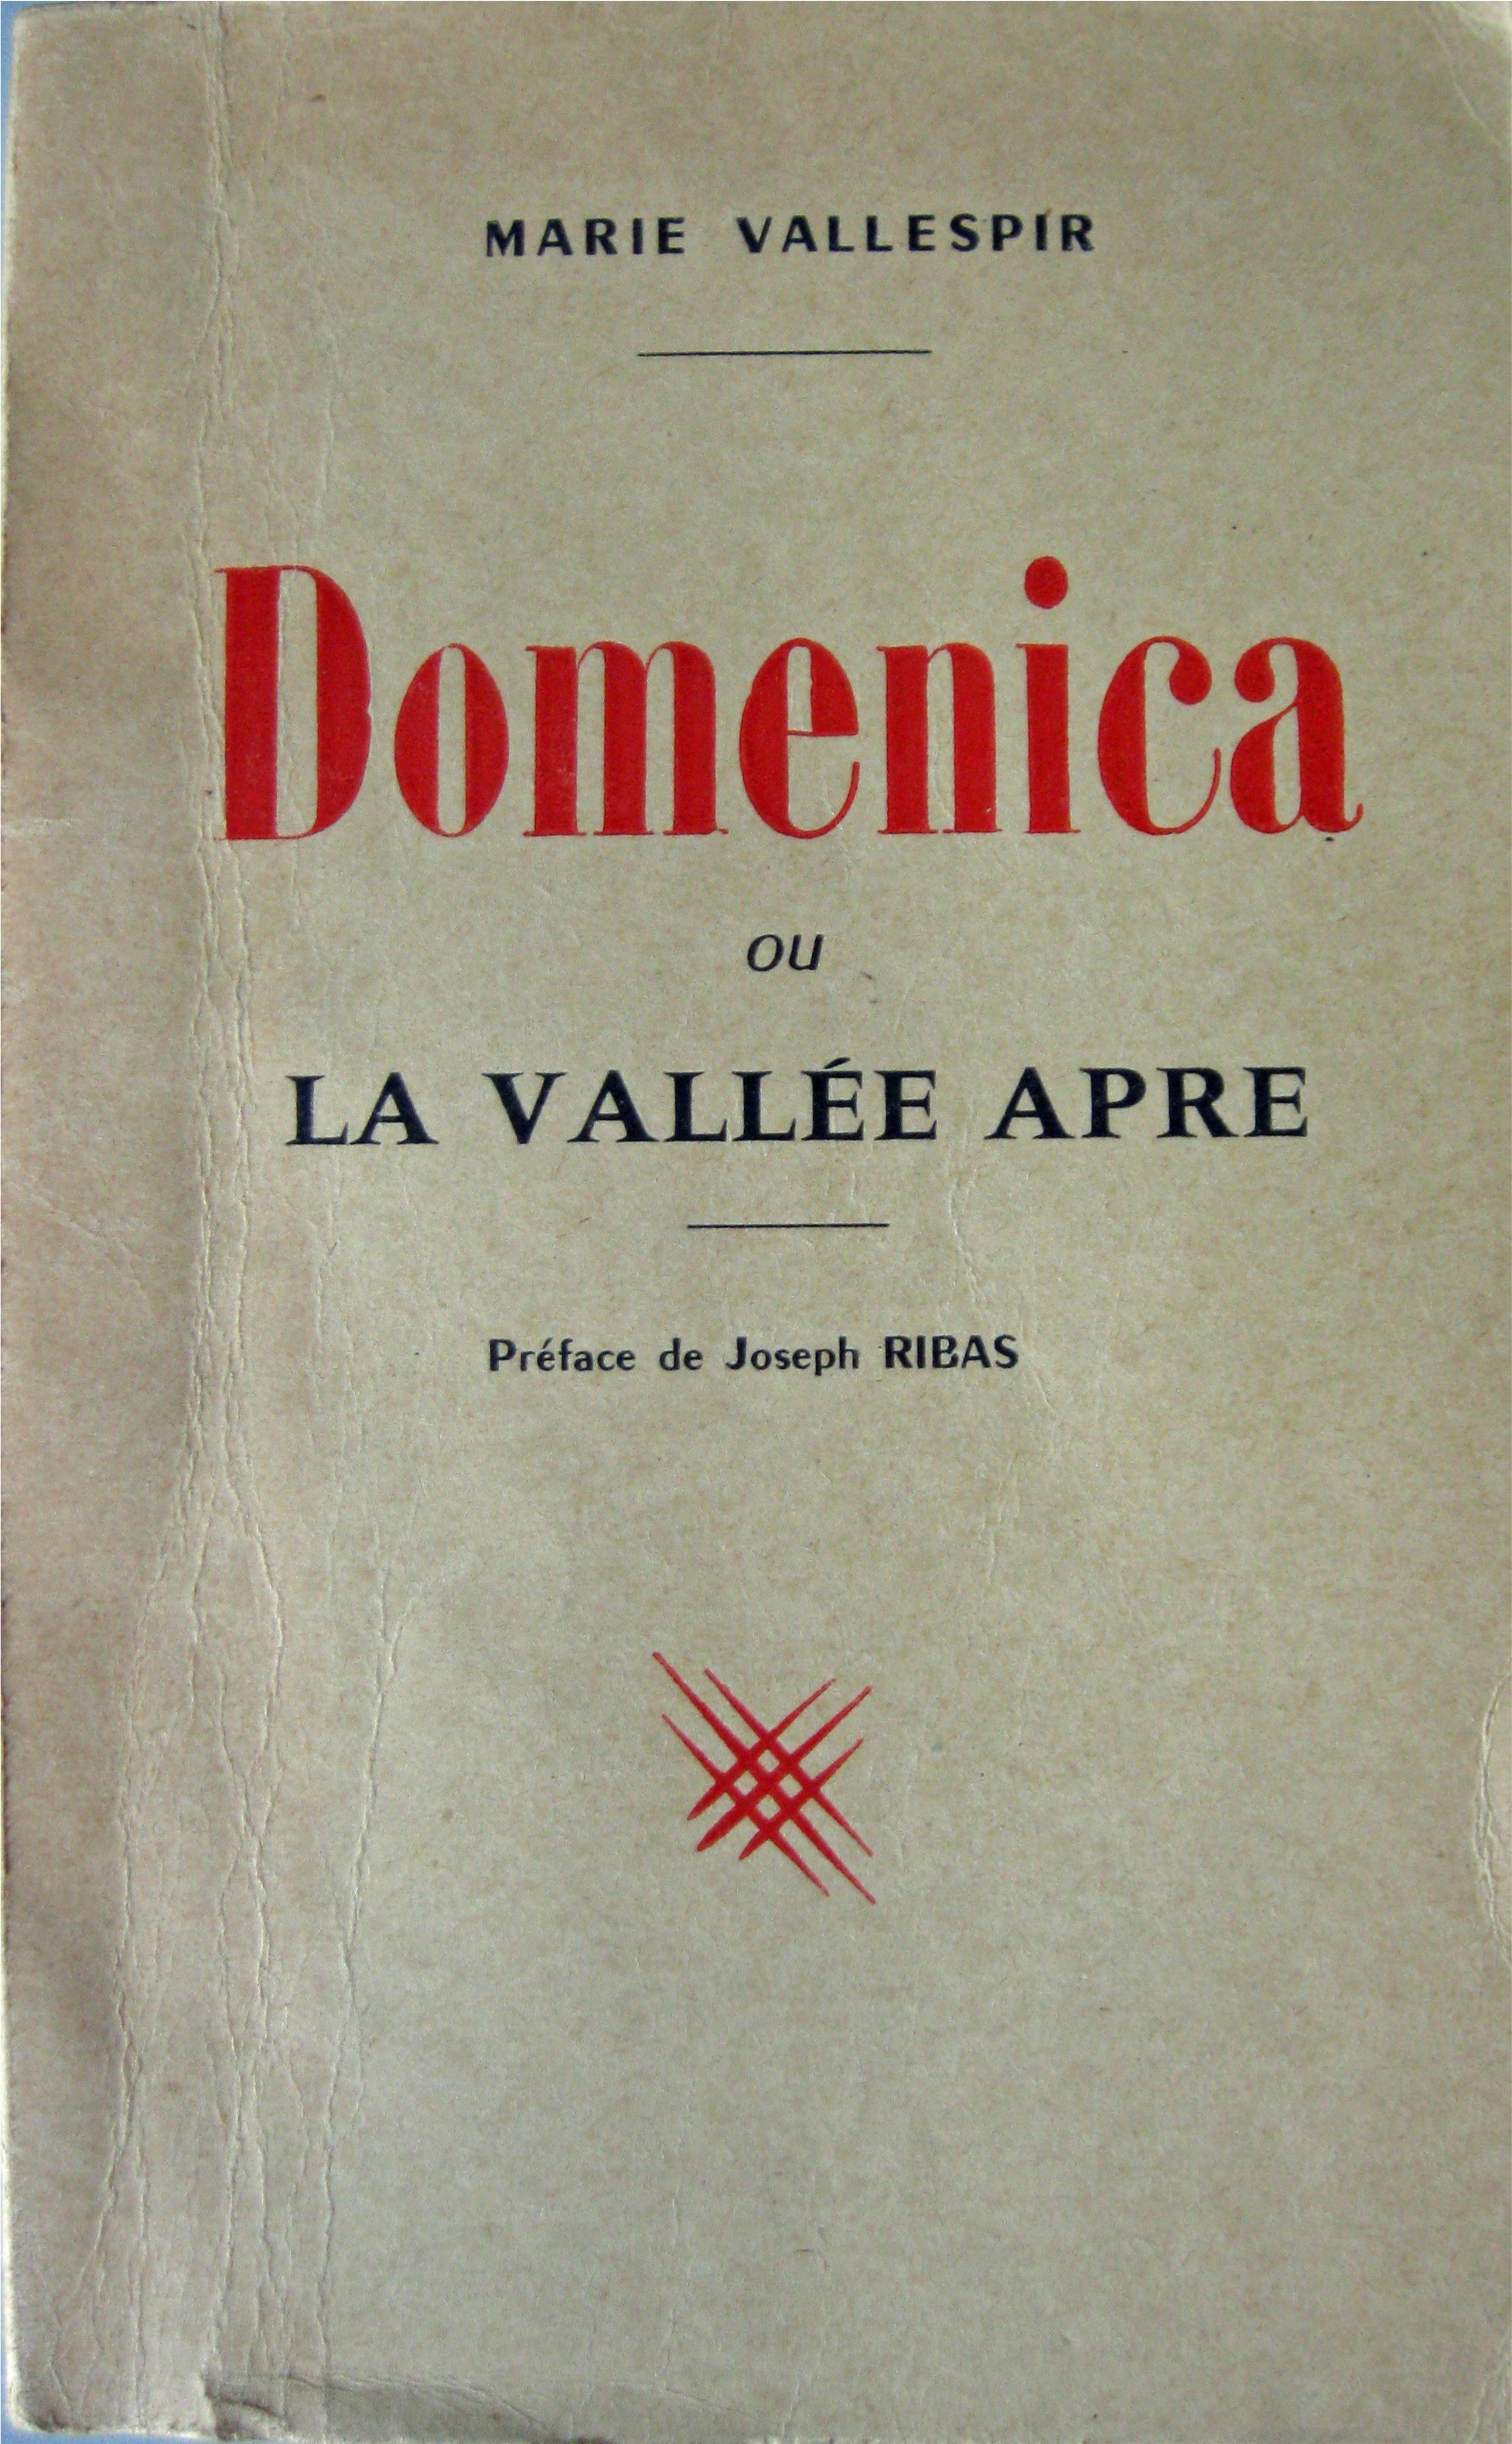 MARIE VALLESPIR
Domenica
ou
LA VALLÉE APRE
Préface de Joseph RIBAS